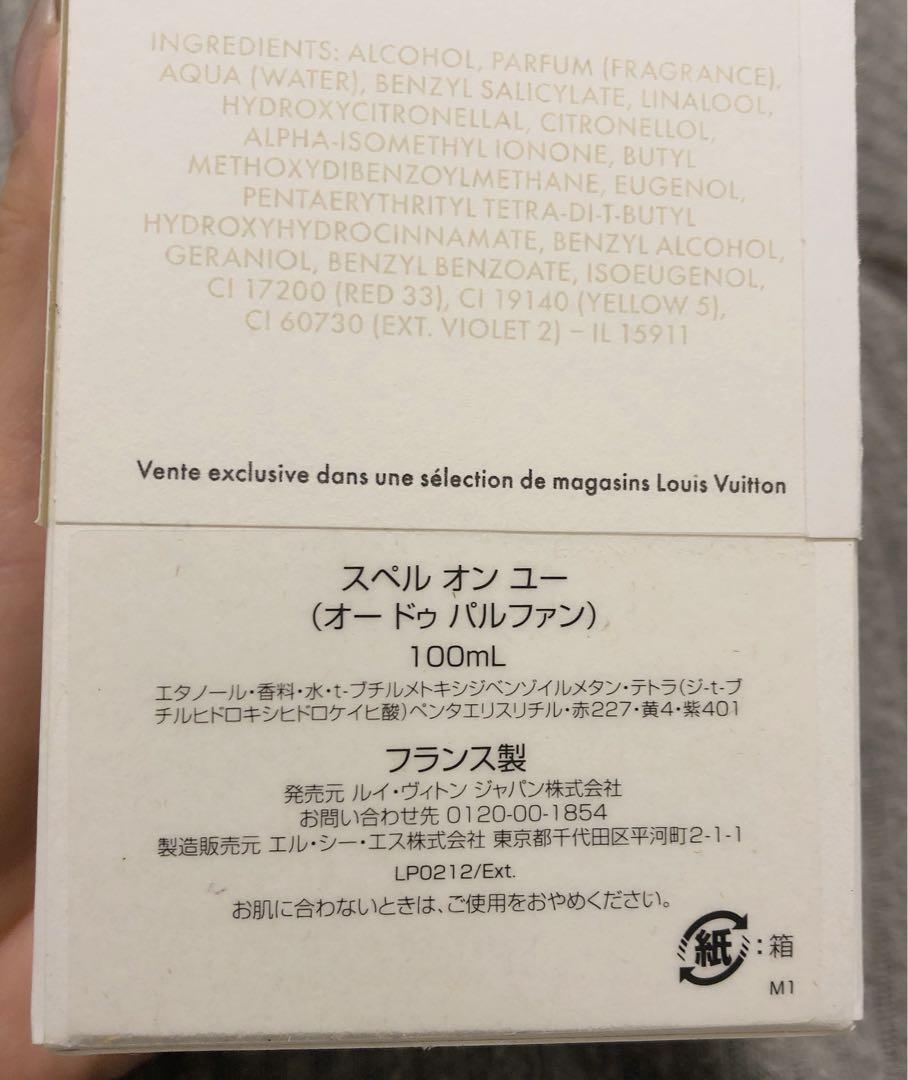 INGREDIENTS: ALCOHOL, PARFUM (FRAGRANCE),
AQUA (WATER), BENZYL SALICYLATE, LINALOOL,
HYDROXYCITRONELLAL, CITRONELLOL,
ALPHA-ISOMETHYL IONONE, BUTYL
METHOXYDIBENZOYLMETHANE, EUGENOL,
PENTAERYTHRITYL TETRA-DI-T-BUTYL
HYDROXYHYDROCINNAMATE, BENZYL ALCOHOL,
GERANIOL, BENZYL BENZOATE, ISOEUGENOL,
CI 17200 (RED 33), CI 19140 (YELLOW 5),
CI 60730 (EXT. VIOLET 2) – IL 15911
Vente exclusive dans une sélection de magasins Louis Vuitton
スペル オン ユー
(オー ドゥ パルファン)
100mL
エタノール・香料・水・t-ブチルメトキシジベンゾイルメタン・テトラ(ジ-t-ブ
チルヒドロキシヒドロケイヒ酸)ペンタエリスリチル・赤227・黄4・紫401
フランス製
発売元 ルイ・ヴィトン ジャパン株式会社
お問い合わせ先 0120-00-1854
製造販売元 エル・シー・エス株式会社 東京都千代田区平河町2-1-1
LP0212/Ext.
お肌に合わないときは、ご使用をおやめください。
紙:箱
M1